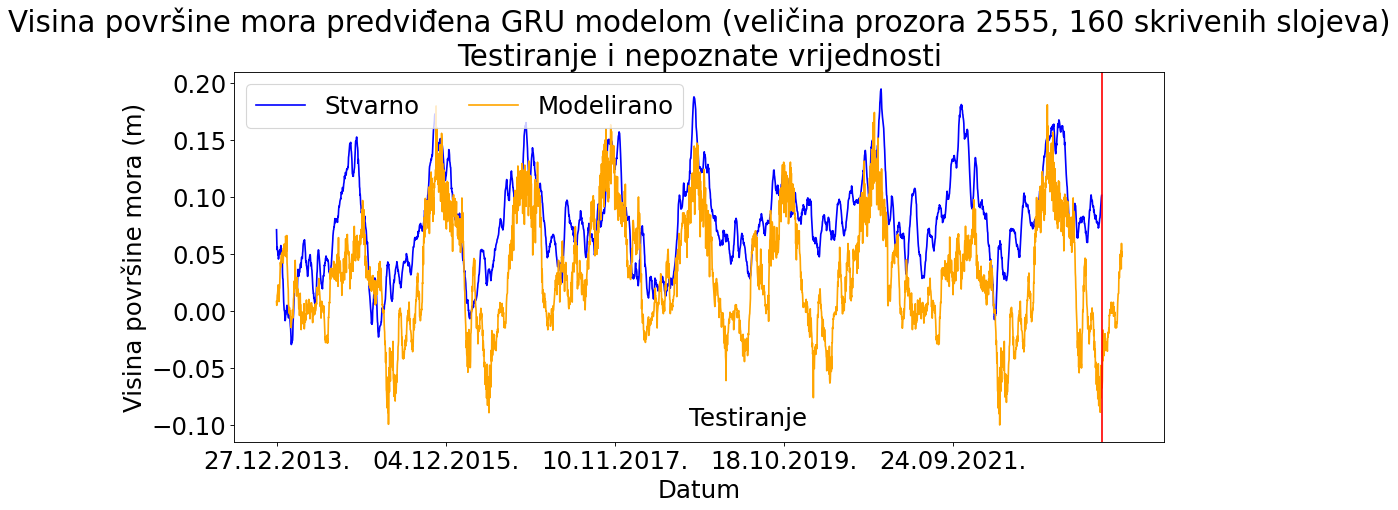 Visina površine mora predviđena GRU modelom (veličina prozora 2555, 160 skrivenih slojeva)
Testiranje i nepoznate vrijednosti
Stvarno
Modelirano
Visina površine mora (m)
0.20
0.15
0.10
0.05
0.00
−0.05
−0.10
Testiranje
27.12.2013.
04.12.2015.
10.11.2017.
18.10.2019.
24.09.2021.
Datum